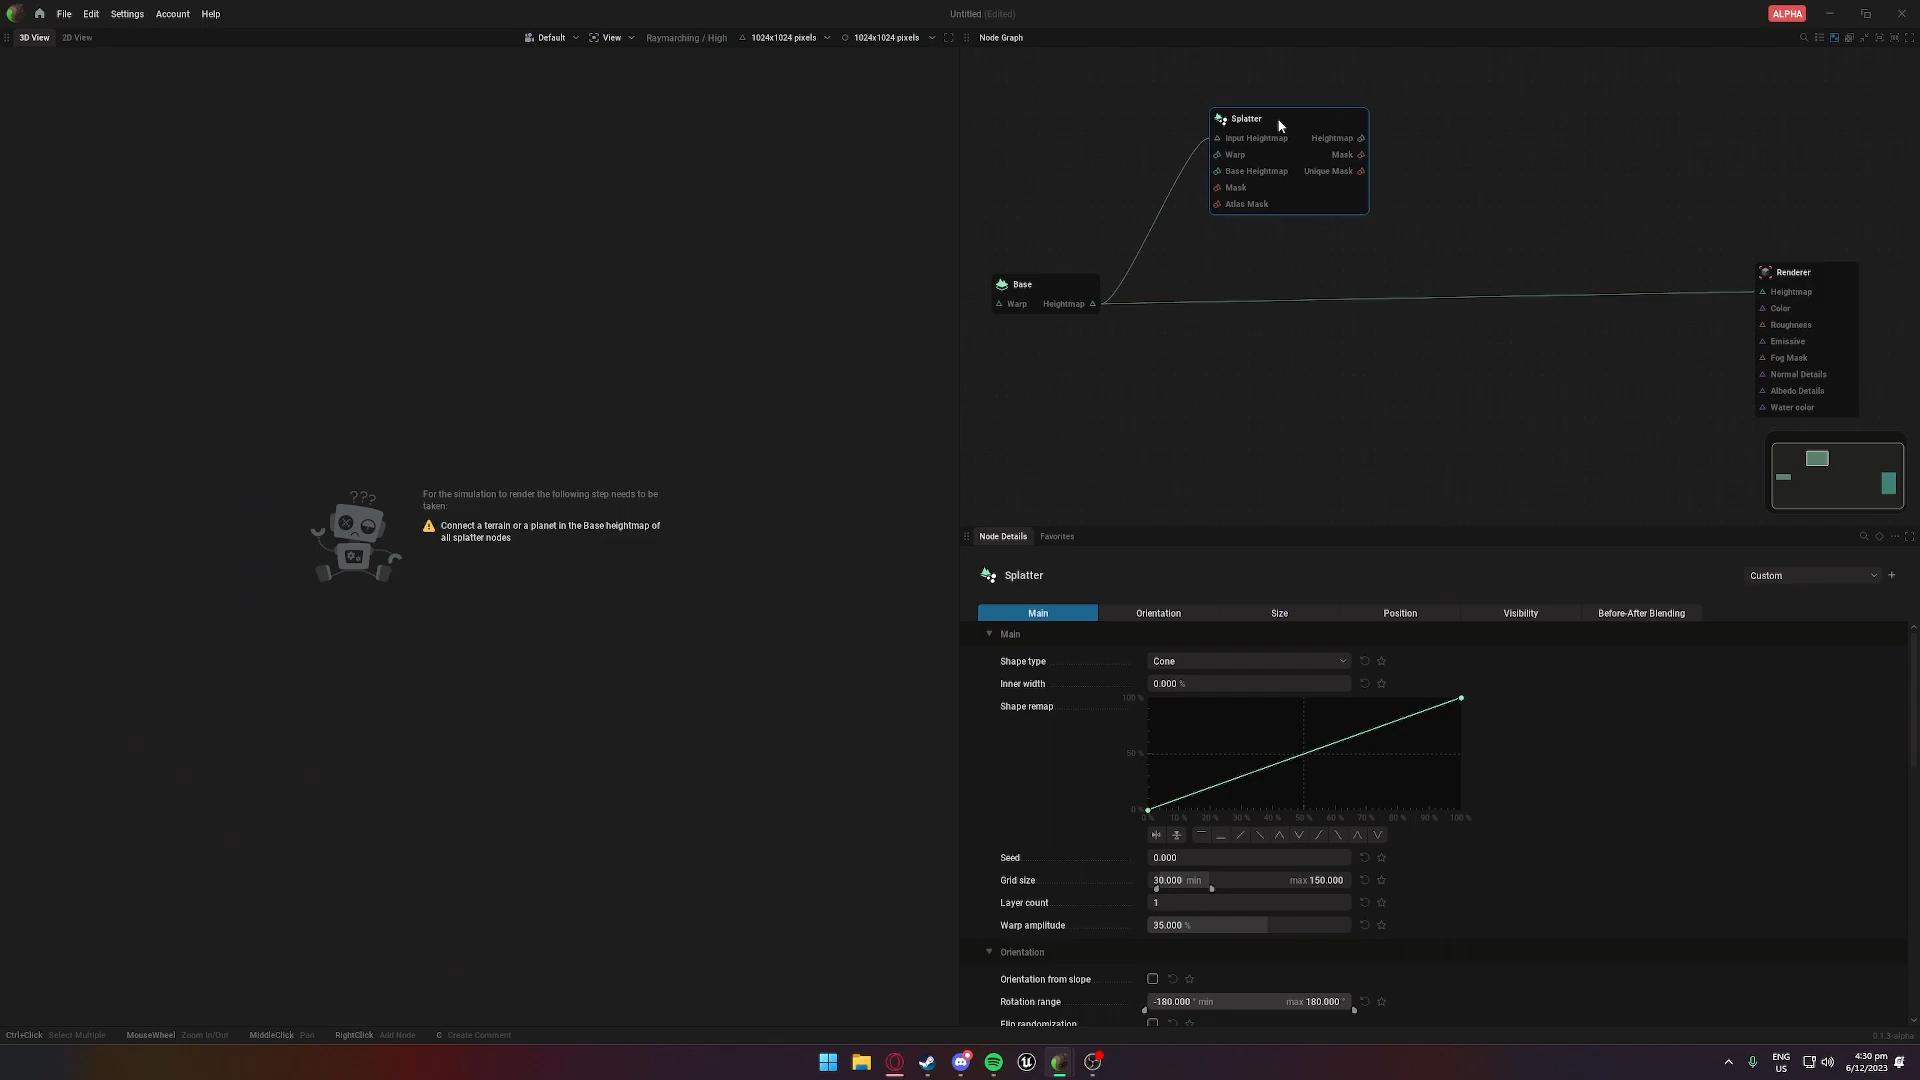 File Edit Settings Account Help
Untitled (Edited)
ALPHA
3D View 2D View
Default View Raymarching / High 1024x1024 pixels 1024x1024 pixels
Node Graph
Splatter
Input Heightmap Heightmap
Warp Mask
Base Heightmap Unique Mask
Mask
Atlas Mask
Base
Warp Heightmap
Renderer
Heightmap
Color
Roughness
Emissive
Fog Mask
Normal Details
Albedo Details
Water color
???
For the simulation to render the following step needs to be
taken:
Connect a terrain or a planet in the Base heightmap of
all splatter nodes
Node Details Favorites
Splatter
Custom
Main Orientation Size Position Visibility Before-After Blending
Main
Shape type Cone
Inner width 0.000 %
Shape remap
100 %
50 %
0 %
0 % 10 % 20 % 30 % 40 % 50 % 60 % 70 % 80 % 90 % 100 %
Seed 0.000
Grid size 30.000 min max 150.000
Layer count 1
Warp amplitude 35.000 %
Orientation
Orientation from slope
Rotation range -180.000 ° min max 180.000 °
Flip randomization
Ctrl+Click Select Multiple MouseWheel Zoom In/Out MiddleClick Pan RightClick Add Node C Create Comment
0.1.3-alpha
ENG
US
4:30 pm
6/12/2023